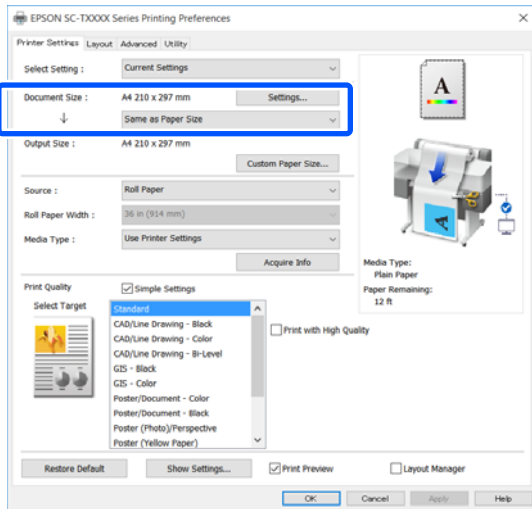 EPSON SC-TXXXX Series Printing Preferences
Printer Settings Layout Advanced Utility
Select Setting : Current Settings
Document Size : A4 210 x 297 mm Settings...
Same as Paper Size
Output Size : A4 210 x 297 mm
Custom Paper Size...
Source : Roll Paper
Roll Paper Width : 36 in (914 mm)
Media Type : Use Printer Settings
Acquire Info
A
A
Media Type:
Plain Paper
Paper Remaining:
12 ft
Print Quality Simple Settings
Select Target
Standard
CAD/Line Drawing - Black
CAD/Line Drawing - Color
CAD/Line Drawing - Bi-Level
GIS - Black
GIS - Color
Poster/Document - Color
Poster/Document - Black
Poster (Photo)/Perspective
Poster (Yellow Paper)
Print with High Quality
Restore Default Show Settings... Print Preview Layout Manager
OK Cancel Apply Help